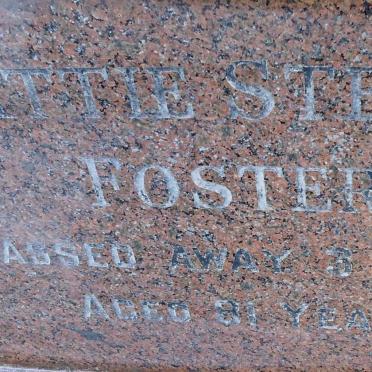 TTIE STE
FOSTER
ASSED AWAY 3
AGED 81 YEA